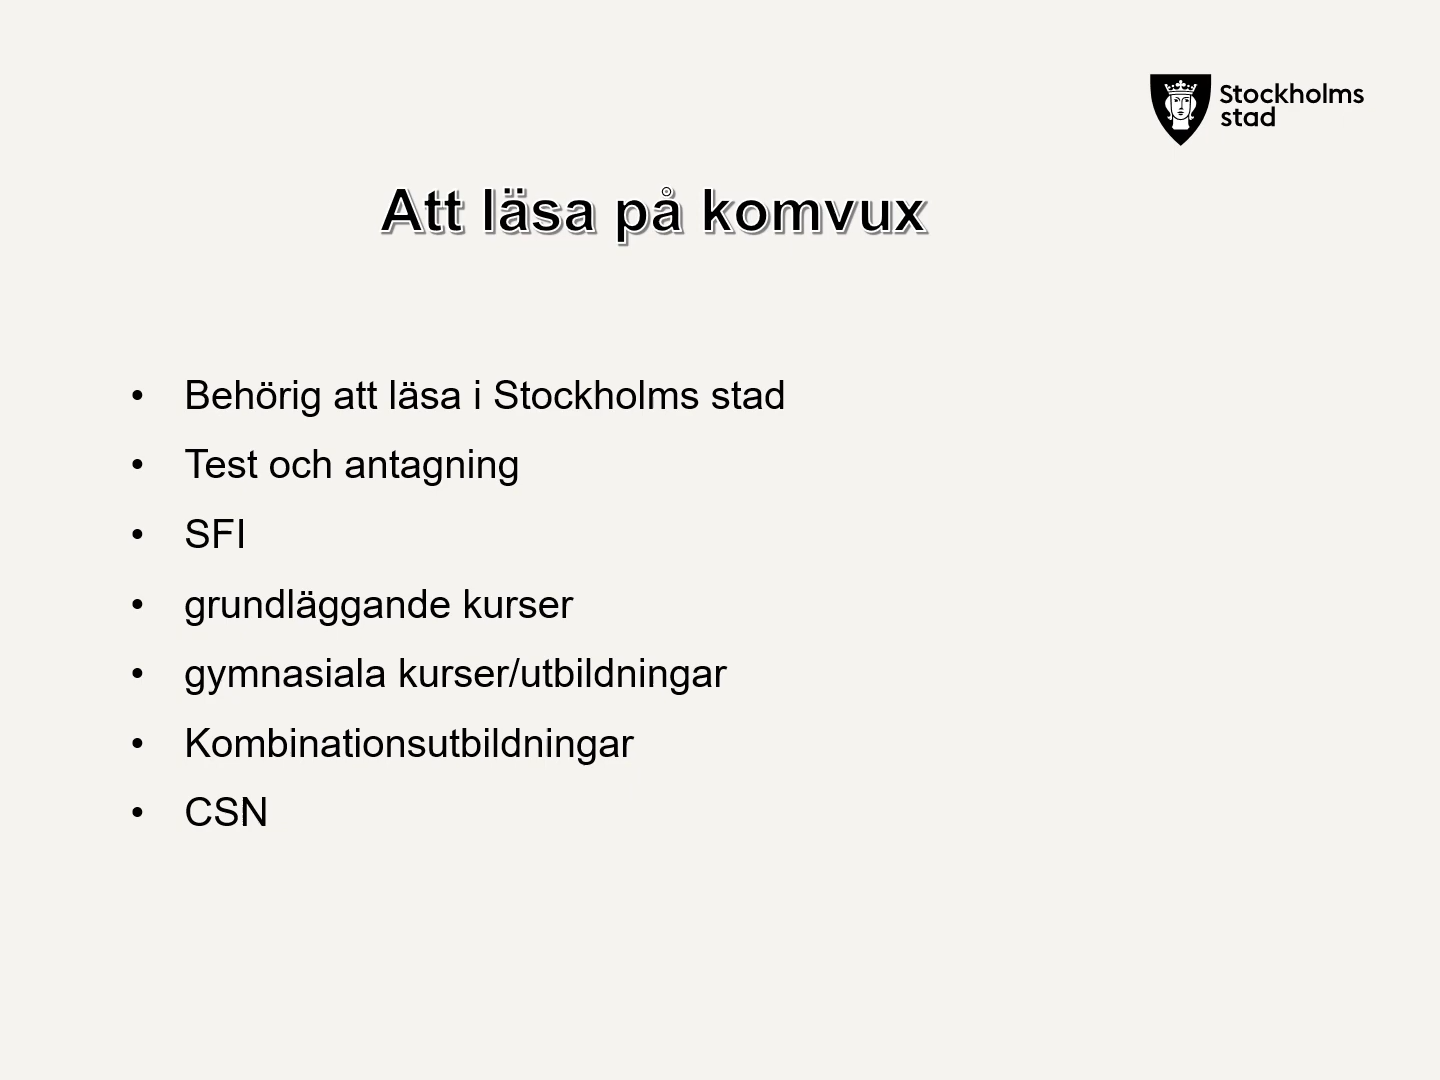 Stockholms
stad
Att läsa på komvux
• Behörig att läsa i Stockholms stad
• Test och antagning
• SFI
• grundläggande kurser
• gymnasiala kurser/utbildningar
• Kombinationsutbildningar
• CSN